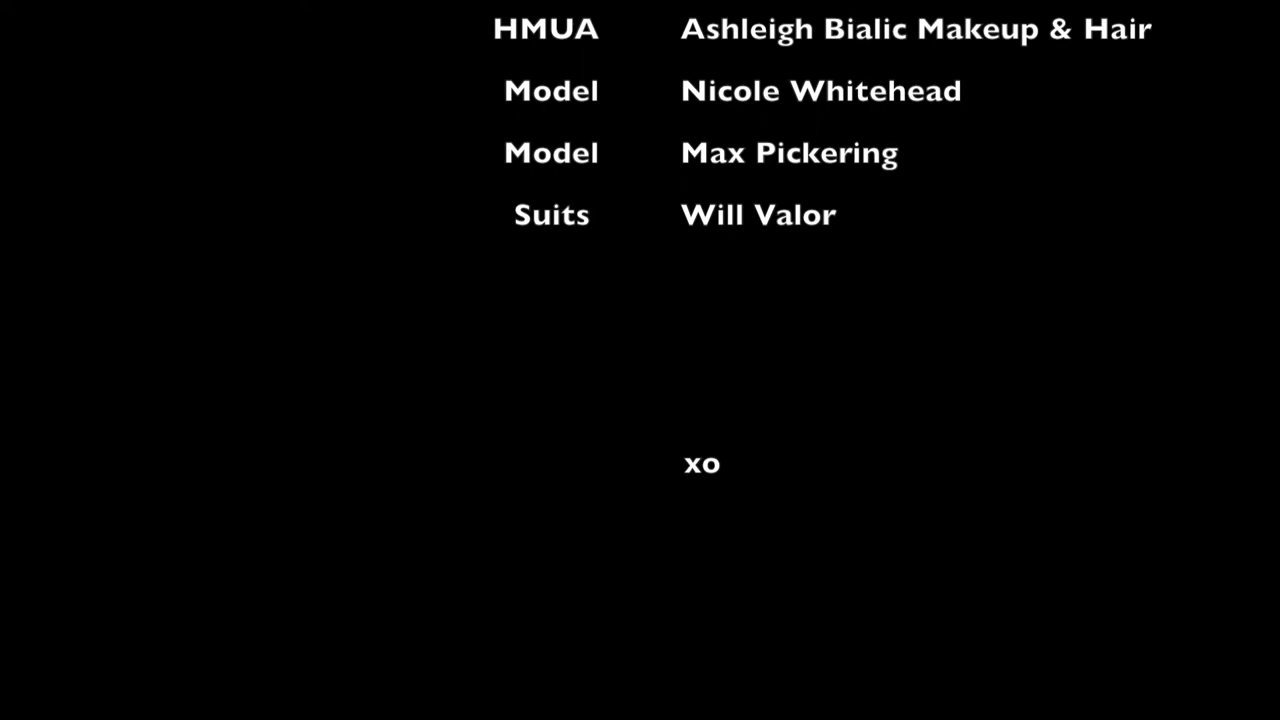 HMUA Ashleigh Bialic Makeup & Hair
Model Nicole Whitehead
Model Max Pickering
Suits Will Valor
xo